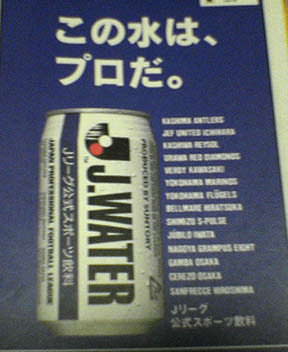 この水は、
プロだ。
J.WATER
PRODUCED BY SUNTORY
Jリーグ公式スポーツ飲料
JAPAN PROFESSIONAL FOOTBALL LEAGUE
KASHIMA ANTLERS
JEF UNITED ICHIHARA
KASHIWA REYSOL
URAWA RED DIAMONDS
VERDY KAWASAKI
YOKOHAMA MARINOS
YOKOHAMA FLÜGELS
BELLMARE HIRATSUKA
SHIMIZU S-PULSE
JÚBILO IWATA
NAGOYA GRAMPUS EIGHT
GAMBA OSAKA
CEREZO OSAKA
SANFRECCE HIROSHIMA
Jリーグ
公式スポーツ飲料